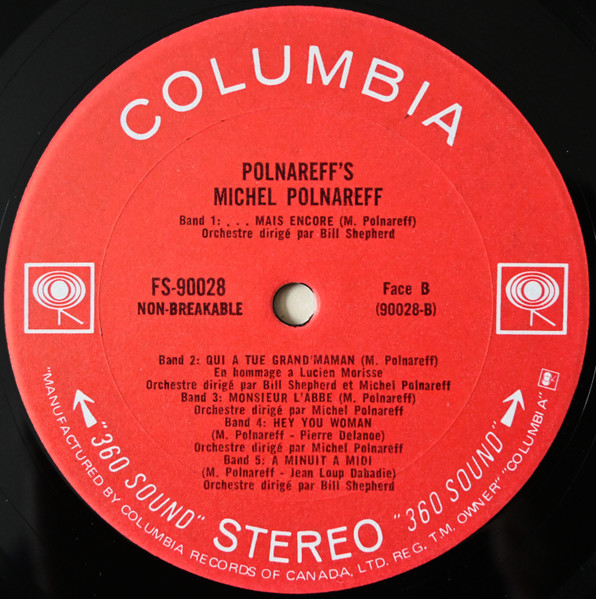 COLUMBIA
POLNAREFF'S
MICHEL POLNAREFF
Band 1: . . . MAIS ENCORE (M. Polnareff)
Orchestre dirigé par Bill Shepherd
FS-90028
NON-BREAKABLE
Face B
(90028-B)
Band 2: QUI A TUE GRAND'MAMAN (M. Polnareff)
En hommage a Lucien Morisse
Orchestre dirigé par Bill Shepherd et Michel Polnareff
Band 3: MONSIEUR L'ABBE (M. Polnareff)
Orchestre dirigé par Michel Polnareff
Band 4: HEY YOU WOMAN
(M. Polnareff - Pierre Delanoe)
Orchestre dirigé par Michel Polnareff
Band 5: A MINUIT A MIDI
(M. Polnareff - Jean Loup Dabadie)
Orchestre dirigé par Bill Shepherd
"360 SOUND" STEREO "360 SOUND"
"MANUFACTURED BY COLUMBIA RECORDS OF CANADA, LTD. REG. T.M. OWNER" "COLUMBIA"